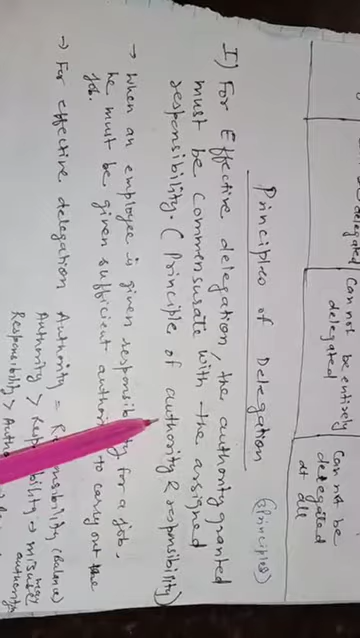 be delegated
Can not be entirely
delegated
Can not be
delegated
at
all
Principles of Delegation (Principles)
I) For Effective delegation, the authority granted
must be Commensurate with the assigned
responsibility. (Principle of authority & responsibility)
→ When an employee is given responsibility for a job,
he must be given sufficient authority to carry out the
job.
→ For effective delegation Authority = Responsibility (Balance)
Authority > Responsibility → misuse
authority
Responsibility >